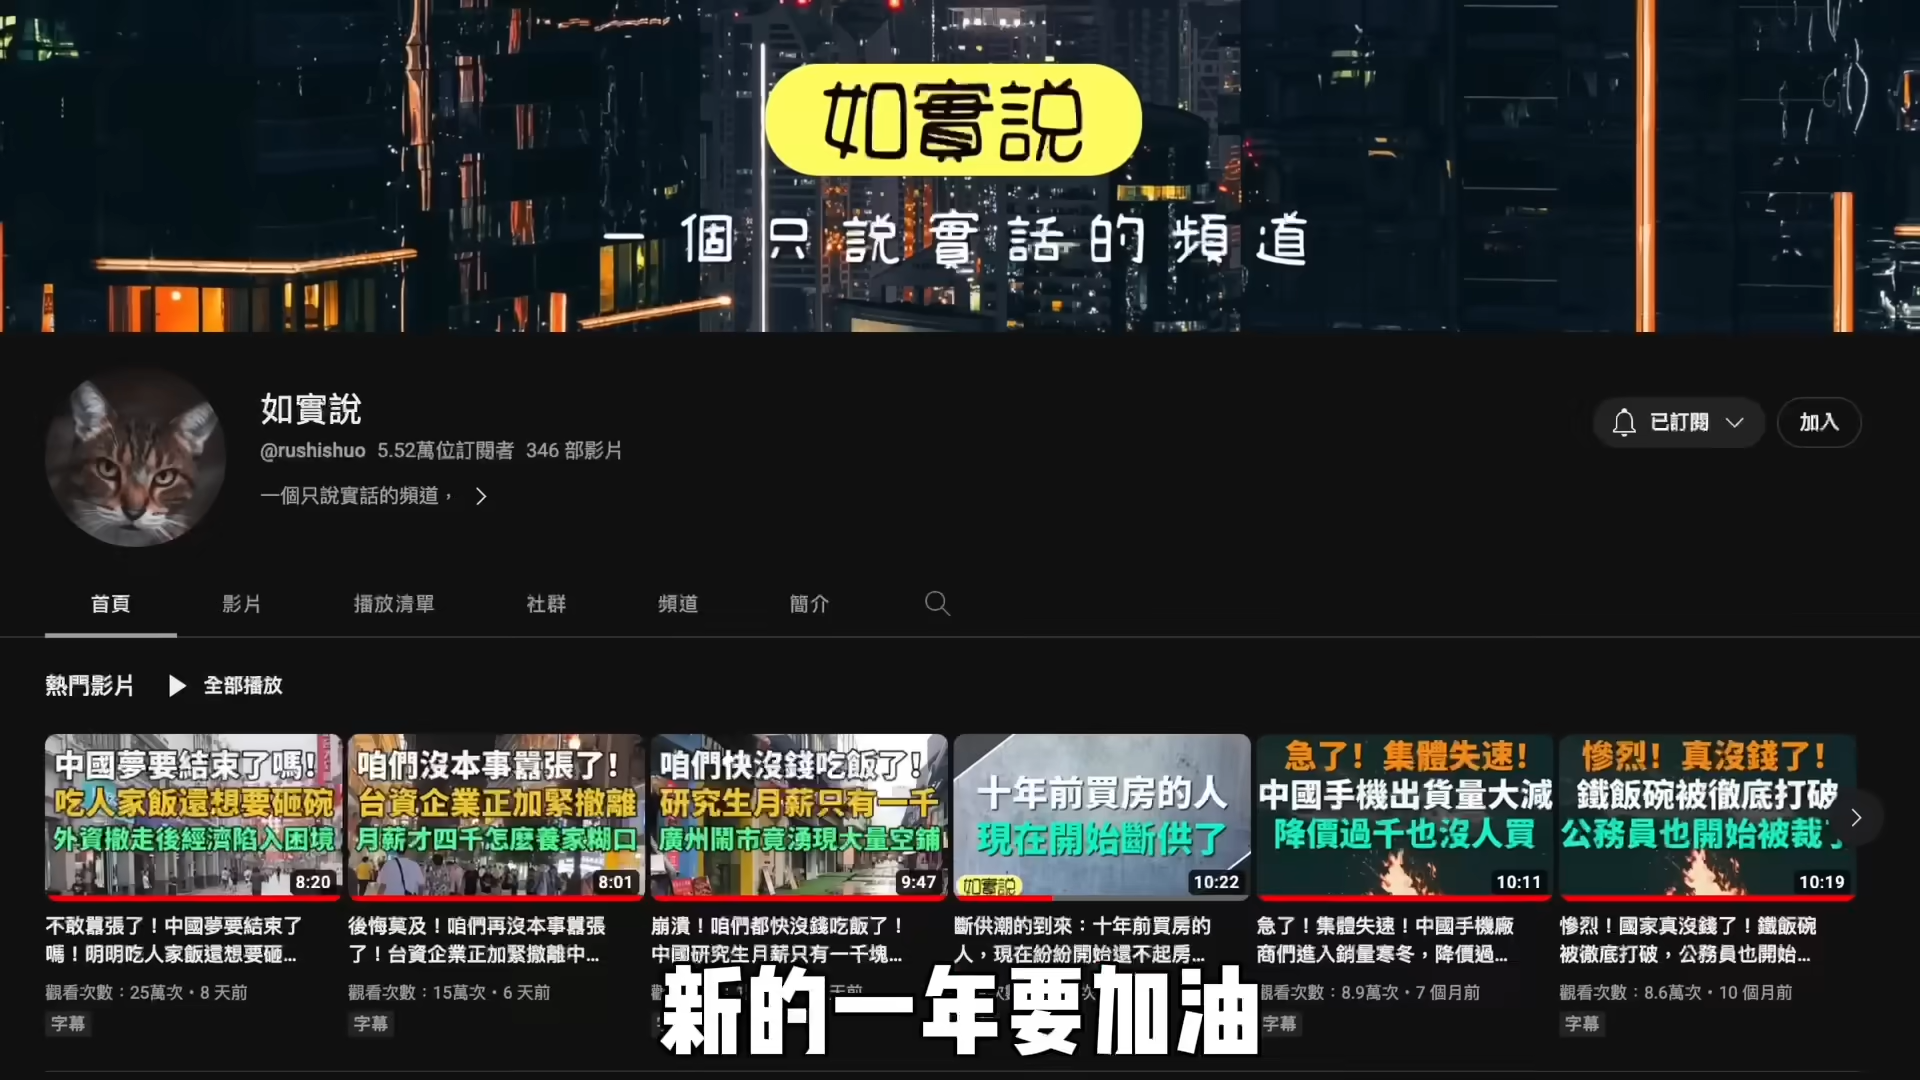 如實說
一個只說實話的頻道
如實說
@rushishuo 5.52萬位訂閱者 346 部影片
一個只說實話的頻道，
已訂閱
加入
首頁 影片 播放清單 社群 頻道 簡介
熱門影片 全部播放
中國夢要結束了嗎！
吃人家飯還想要砸碗
外資撤走後經濟陷入困境
8:20
不敢囂張了！中國夢要結束了
嗎！明明吃人家飯還想要砸...
觀看次數：25萬次・8 天前
字幕
咱們沒本事囂張了！
台資企業正加緊撤離
月薪才四千怎麼養家糊口
8:01
後悔莫及！咱們再沒本事囂張
了！台資企業正加緊撤離中...
觀看次數：15萬次・6 天前
字幕
咱們快沒錢吃飯了！
研究生月薪只有一千
廣州鬧市竟湧現大量空鋪
9:47
崩潰！咱們都快沒錢吃飯了！
中國研究生月薪只有一千塊...
十年前買房的人
現在開始斷供了
如實說
10:22
斷供潮的到來：十年前買房的
人，現在紛紛開始還不起房...
急了！集體失速！
中國手機出貨量大減
降價過千也沒人買
10:11
急了！集體失速！中國手機廠
商們進入銷量寒冬，降價過...
觀看次數：8.9萬次・7 個月前
字幕
慘烈！真沒錢了！
鐵飯碗被徹底打破
公務員也開始被裁
10:19
慘烈！國家真沒錢了！鐵飯碗
被徹底打破，公務員也開始...
觀看次數：8.6萬次・10 個月前
字幕
新的一年要加油